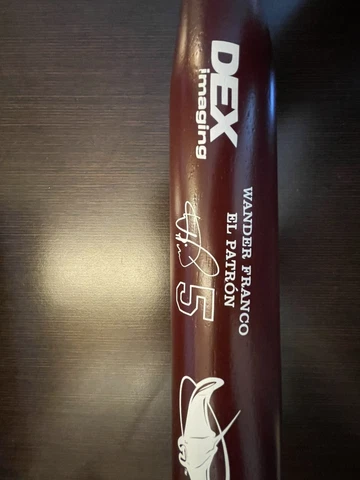 DEX
imaging
WANDER FRANCO
EL PATRÓN
5